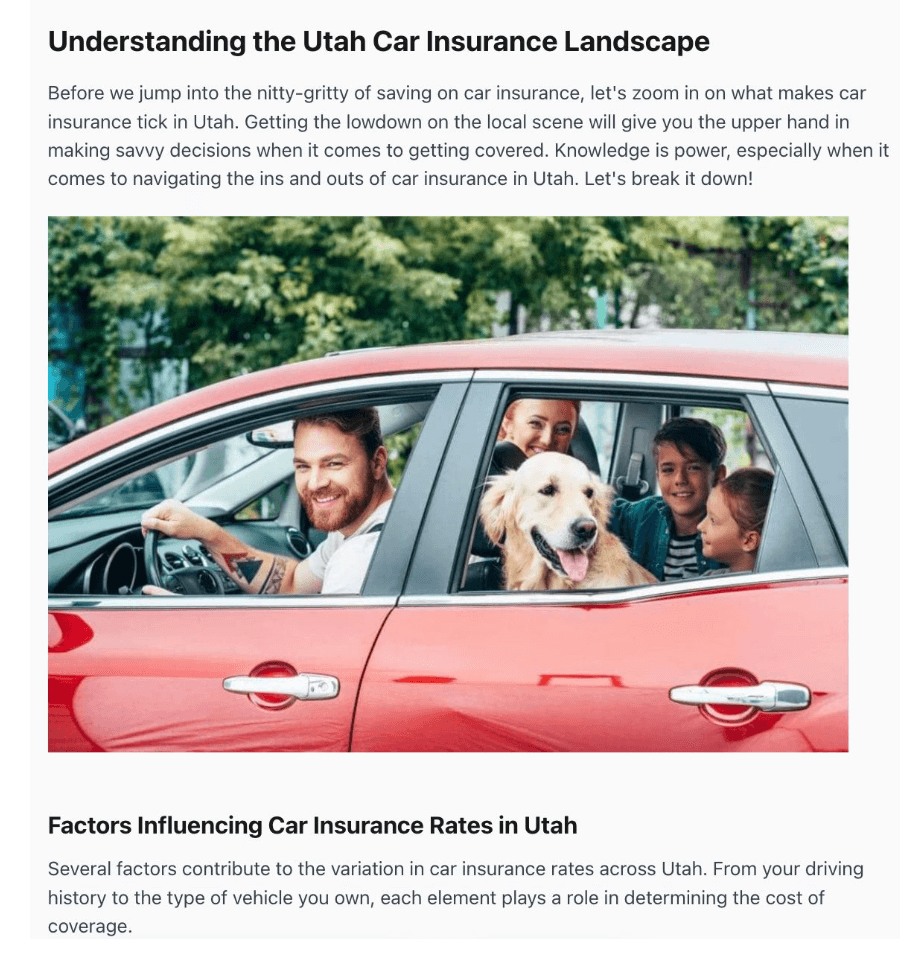 Understanding the Utah Car Insurance Landscape
Before we jump into the nitty-gritty of saving on car insurance, let's zoom in on what makes car
insurance tick in Utah. Getting the lowdown on the local scene will give you the upper hand in
making savvy decisions when it comes to getting covered. Knowledge is power, especially when it
comes to navigating the ins and outs of car insurance in Utah. Let's break it down!
Factors Influencing Car Insurance Rates in Utah
Several factors contribute to the variation in car insurance rates across Utah. From your driving
history to the type of vehicle you own, each element plays a role in determining the cost of
coverage.